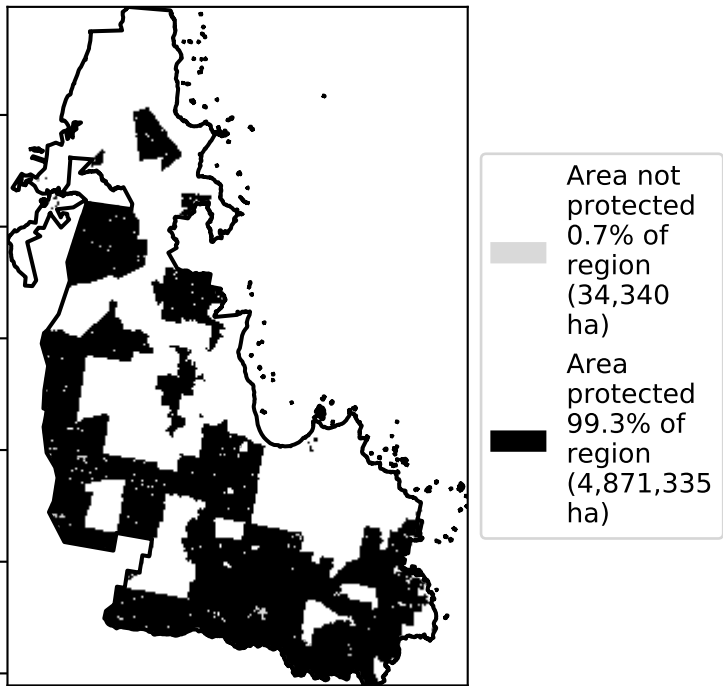 Area not
protected
0.7% of
region
(34,340
ha)
Area
protected
99.3% of
region
(4,871,335
ha)